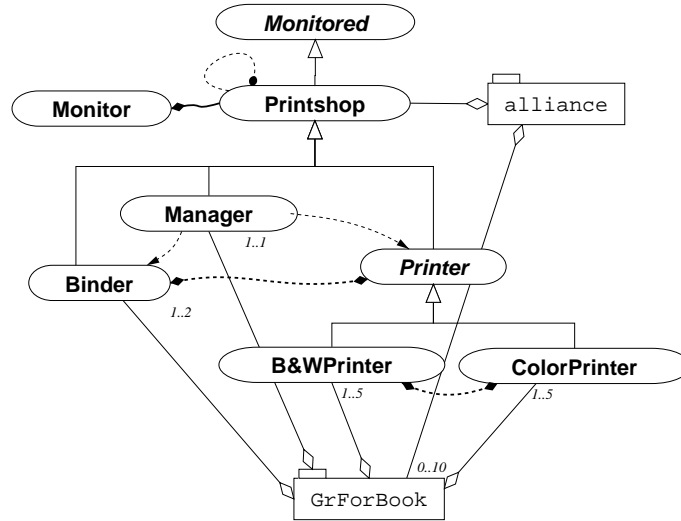 Monitored
Monitor
Printshop
alliance
Manager
1..1
Printer
Binder
1..2
B&WPrinter
ColorPrinter
1..5
1..5
0..10
GrForBook